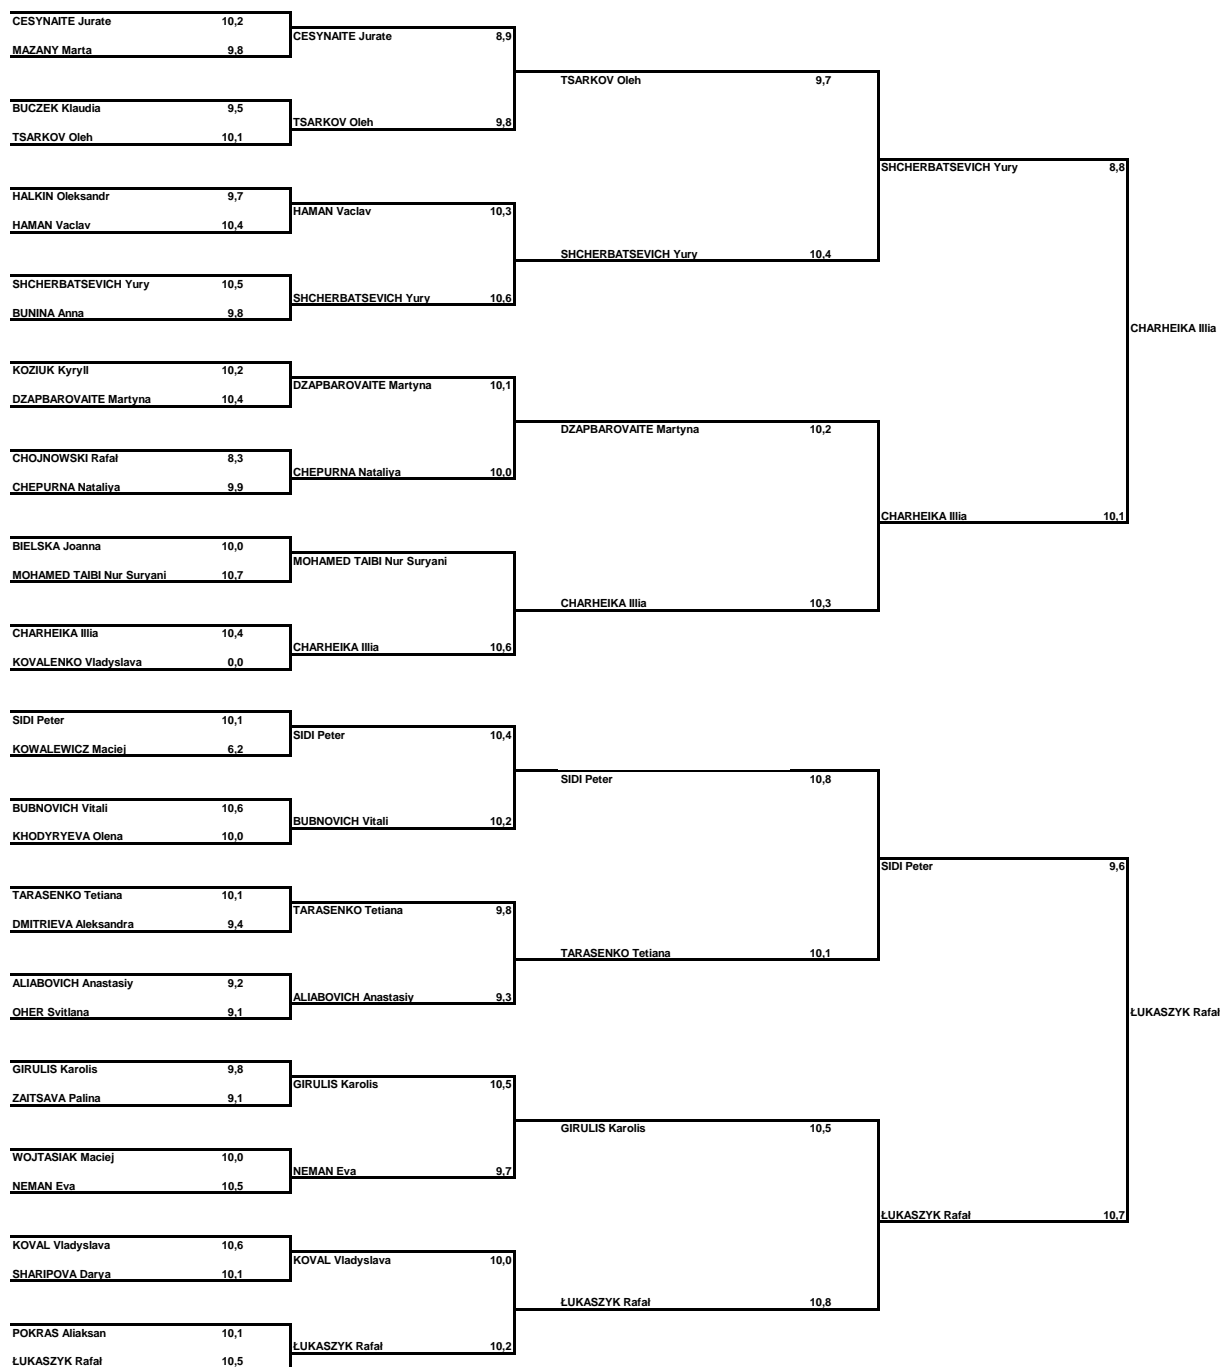 CESYNAITE Jurate 10,2
CESYNAITE Jurate 8,9
MAZANY Marta 9,8
TSARKOV Oleh 9,7
BUCZEK Klaudia 9,5
TSARKOV Oleh 9,8
TSARKOV Oleh 10,1
SHCHERBATSEVICH Yury 8,8
HALKIN Oleksandr 9,7
HAMAN Vaclav 10,3
HAMAN Vaclav 10,4
SHCHERBATSEVICH Yury 10,4
SHCHERBATSEVICH Yury 10,5
SHCHERBATSEVICH Yury 10,6
BUNINA Anna 9,8
CHARHEIKA Illia
KOZIUK Kyryll 10,2
DZAPBAROVAITE Martyna 10,1
DZAPBAROVAITE Martyna 10,4
DZAPBAROVAITE Martyna 10,2
CHOJNOWSKI Rafał 8,3
CHEPURNA Nataliya 10,0
CHEPURNA Nataliya 9,9
CHARHEIKA Illia 10,1
BIELSKA Joanna 10,0
MOHAMED TAIBI Nur Suryani
MOHAMED TAIBI Nur Suryani 10,7
CHARHEIKA Illia 10,3
CHARHEIKA Illia 10,4
CHARHEIKA Illia 10,6
KOVALENKO Vladyslava 0,0
SIDI Peter 10,1
SIDI Peter 10,4
KOWALEWICZ Maciej 6,2
SIDI Peter 10,8
BUBNOVICH Vitali 10,6
BUBNOVICH Vitali 10,2
KHODYRYEVA Olena 10,0
SIDI Peter 9,6
TARASENKO Tetiana 10,1
TARASENKO Tetiana 9,8
DMITRIEVA Aleksandra 9,4
TARASENKO Tetiana 10,1
ALIABOVICH Anastasiy 9,2
ALIABOVICH Anastasiy 9,3
OHER Svitlana 9,1
ŁUKASZYK Rafał
GIRULIS Karolis 9,8
GIRULIS Karolis 10,5
ZAITSAVA Palina 9,1
GIRULIS Karolis 10,5
WOJTASIAK Maciej 10,0
NEMAN Eva 9,7
NEMAN Eva 10,5
ŁUKASZYK Rafał 10,7
KOVAL Vladyslava 10,6
KOVAL Vladyslava 10,0
SHARIPOVA Darya 10,1
ŁUKASZYK Rafał 10,8
POKRAS Aliaksan 10,1
ŁUKASZYK Rafał 10,2
ŁUKASZYK Rafał 10,5